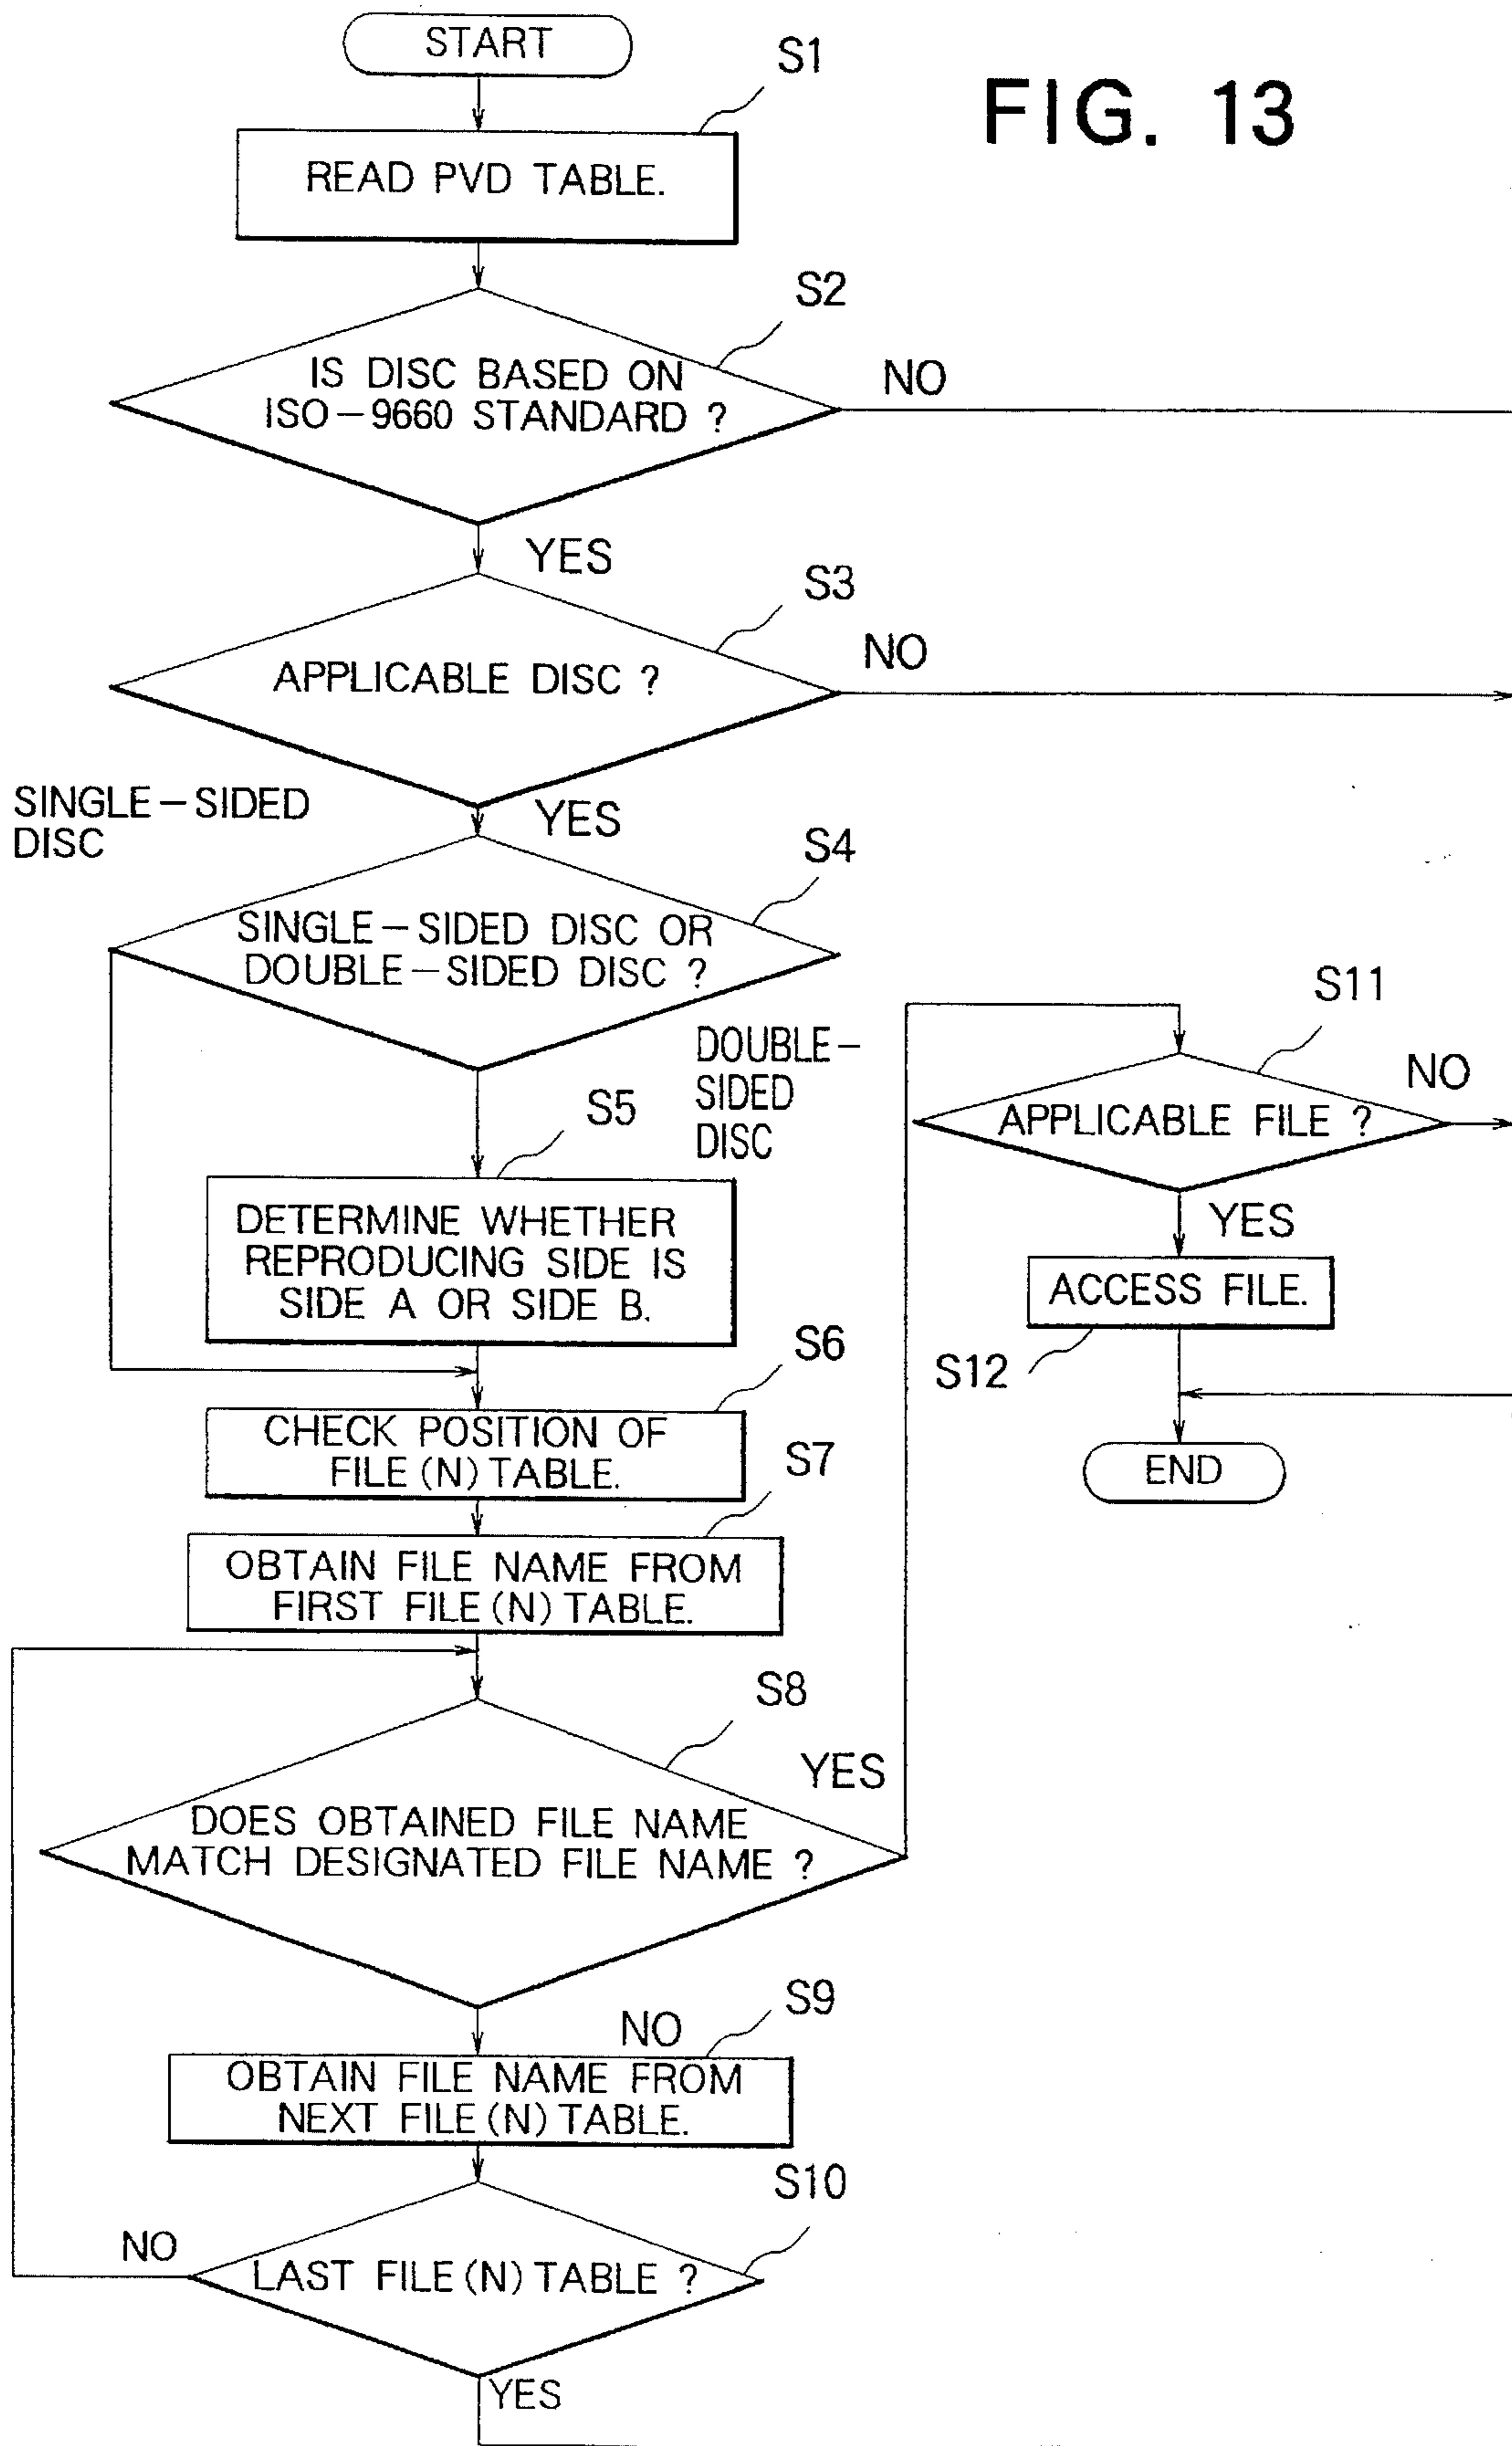 START
S1
FIG. 13
READ PVD TABLE.
S2
IS DISC BASED ON
ISO-9660 STANDARD ?
NO
YES
S3
APPLICABLE DISC ?
NO
SINGLE-SIDED
DISC
YES
S4
SINGLE-SIDED DISC OR
DOUBLE-SIDED DISC ?
DOUBLE-
SIDED
DISC
S5
DETERMINE WHETHER
REPRODUCING SIDE IS
SIDE A OR SIDE B.
S6
CHECK POSITION OF
FILE (N) TABLE.
S7
OBTAIN FILE NAME FROM
FIRST FILE (N) TABLE.
S8
YES
DOES OBTAINED FILE NAME
MATCH DESIGNATED FILE NAME ?
NO
S9
OBTAIN FILE NAME FROM
NEXT FILE (N) TABLE.
S10
NO
LAST FILE (N) TABLE ?
YES
S11
APPLICABLE FILE ?
NO
YES
ACCESS FILE.
S12
END